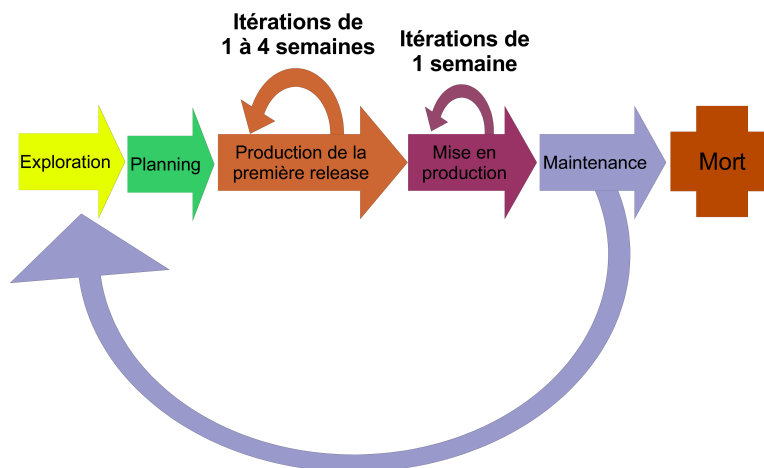 Itérations de
1 à 4 semaines
Itérations de
1 semaine
Exploration
Planning
Production de la
première release
Mise en
production
Maintenance
Mort